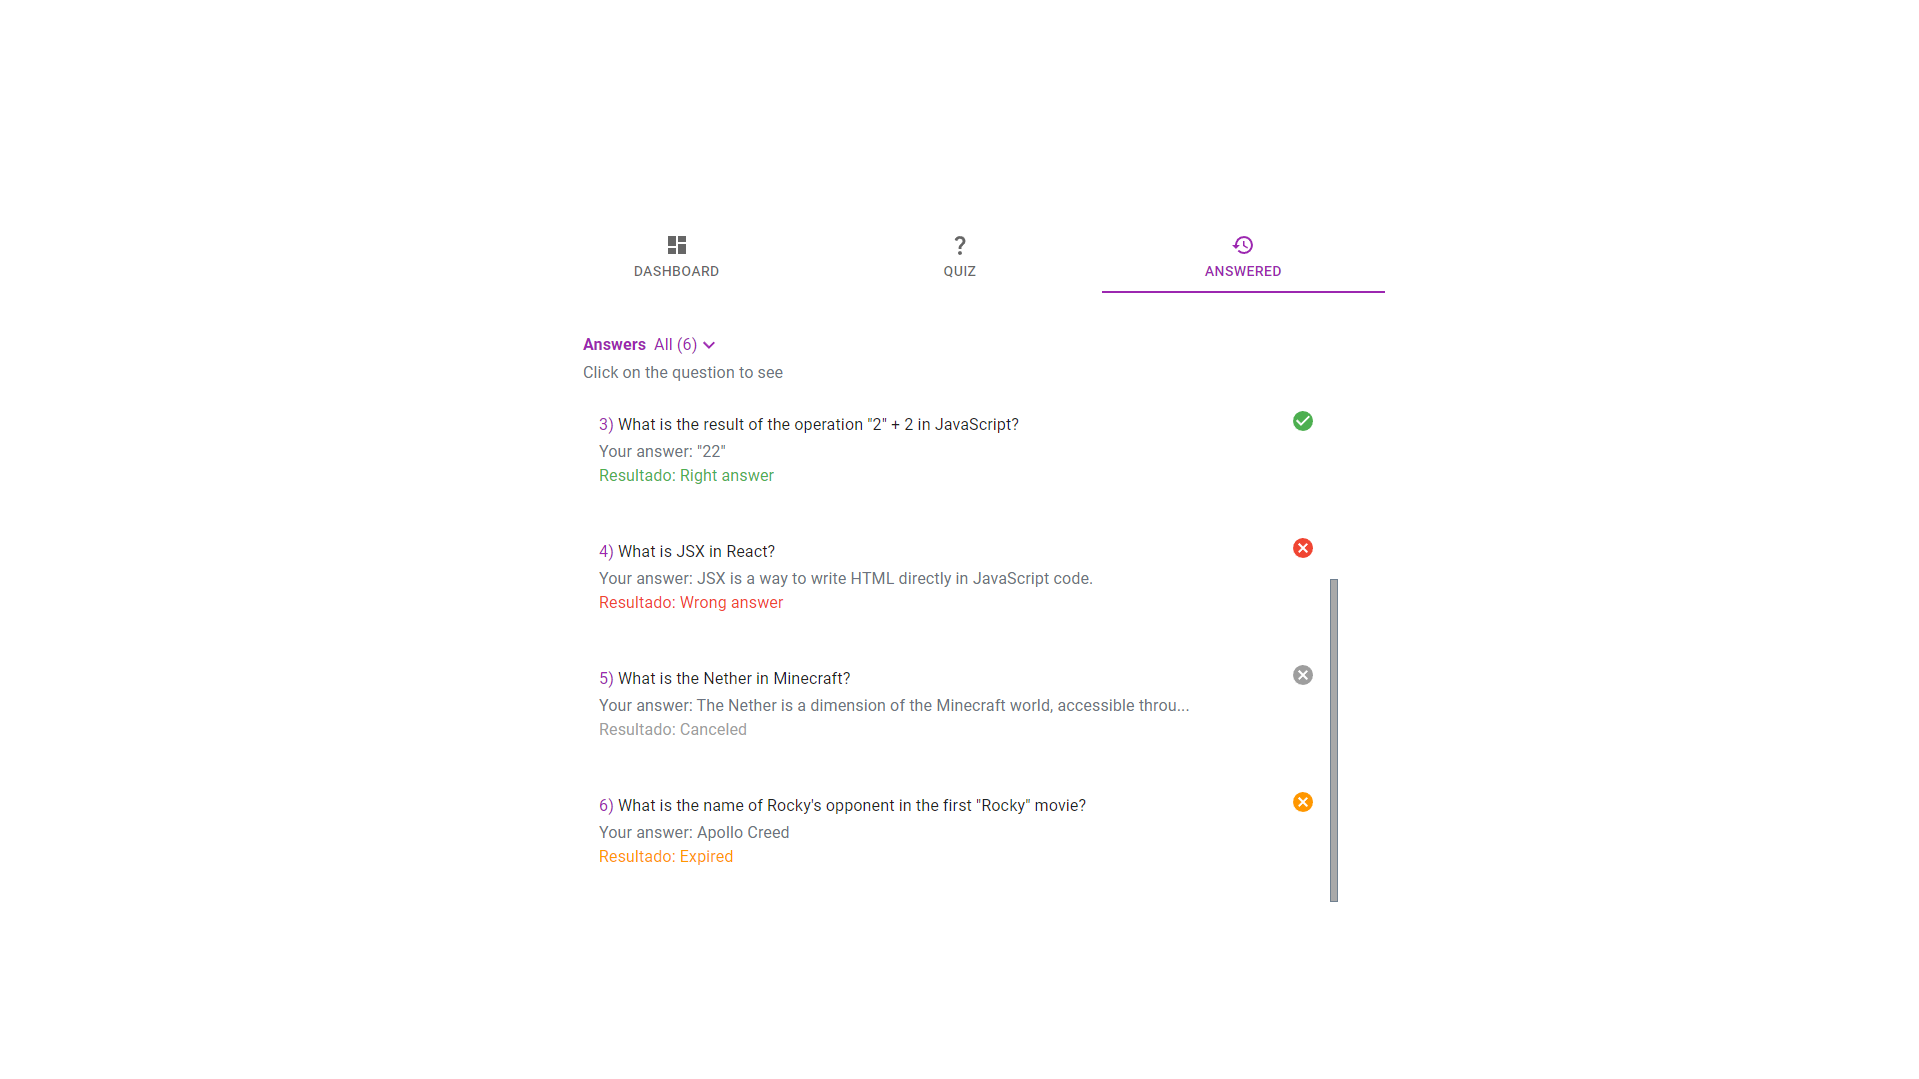 DASHBOARD
QUIZ
ANSWERED
Answers All (6)
Click on the question to see
3) What is the result of the operation "2" + 2 in JavaScript?
Your answer: "22"
Resultado: Right answer
4) What is JSX in React?
Your answer: JSX is a way to write HTML directly in JavaScript code.
Resultado: Wrong answer
5) What is the Nether in Minecraft?
Your answer: The Nether is a dimension of the Minecraft world, accessible throu...
Resultado: Canceled
6) What is the name of Rocky's opponent in the first "Rocky" movie?
Your answer: Apollo Creed
Resultado: Expired